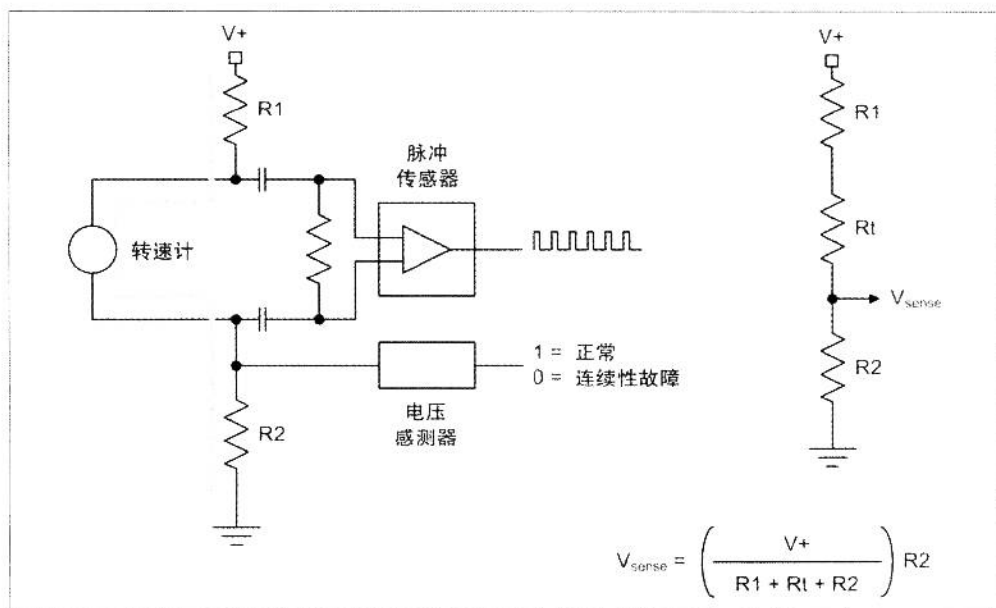 V+
R1
脉冲
传感器
转速计
1 = 正常
0 = 连续性故障
电压
感测器
R2
V+
R1
Rt
Vsense
R2
Vsense = ( V+ / R1 + Rt + R2 ) R2